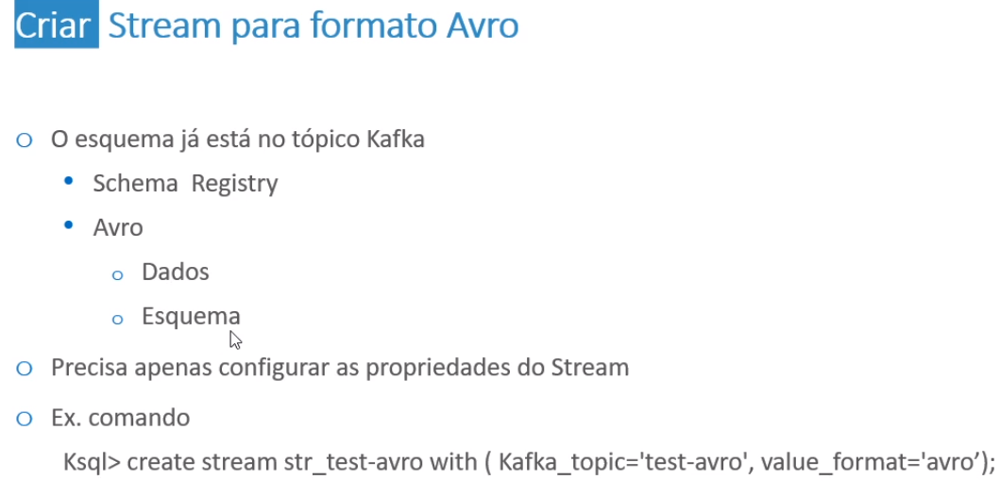 Criar Stream para formato Avro
O esquema já está no tópico Kafka
Schema Registry
Avro
Dados
Esquema
Precisa apenas configurar as propriedades do Stream
Ex. comando
Ksql> create stream str_test-avro with ( Kafka_topic='test-avro', value_format='avro’);